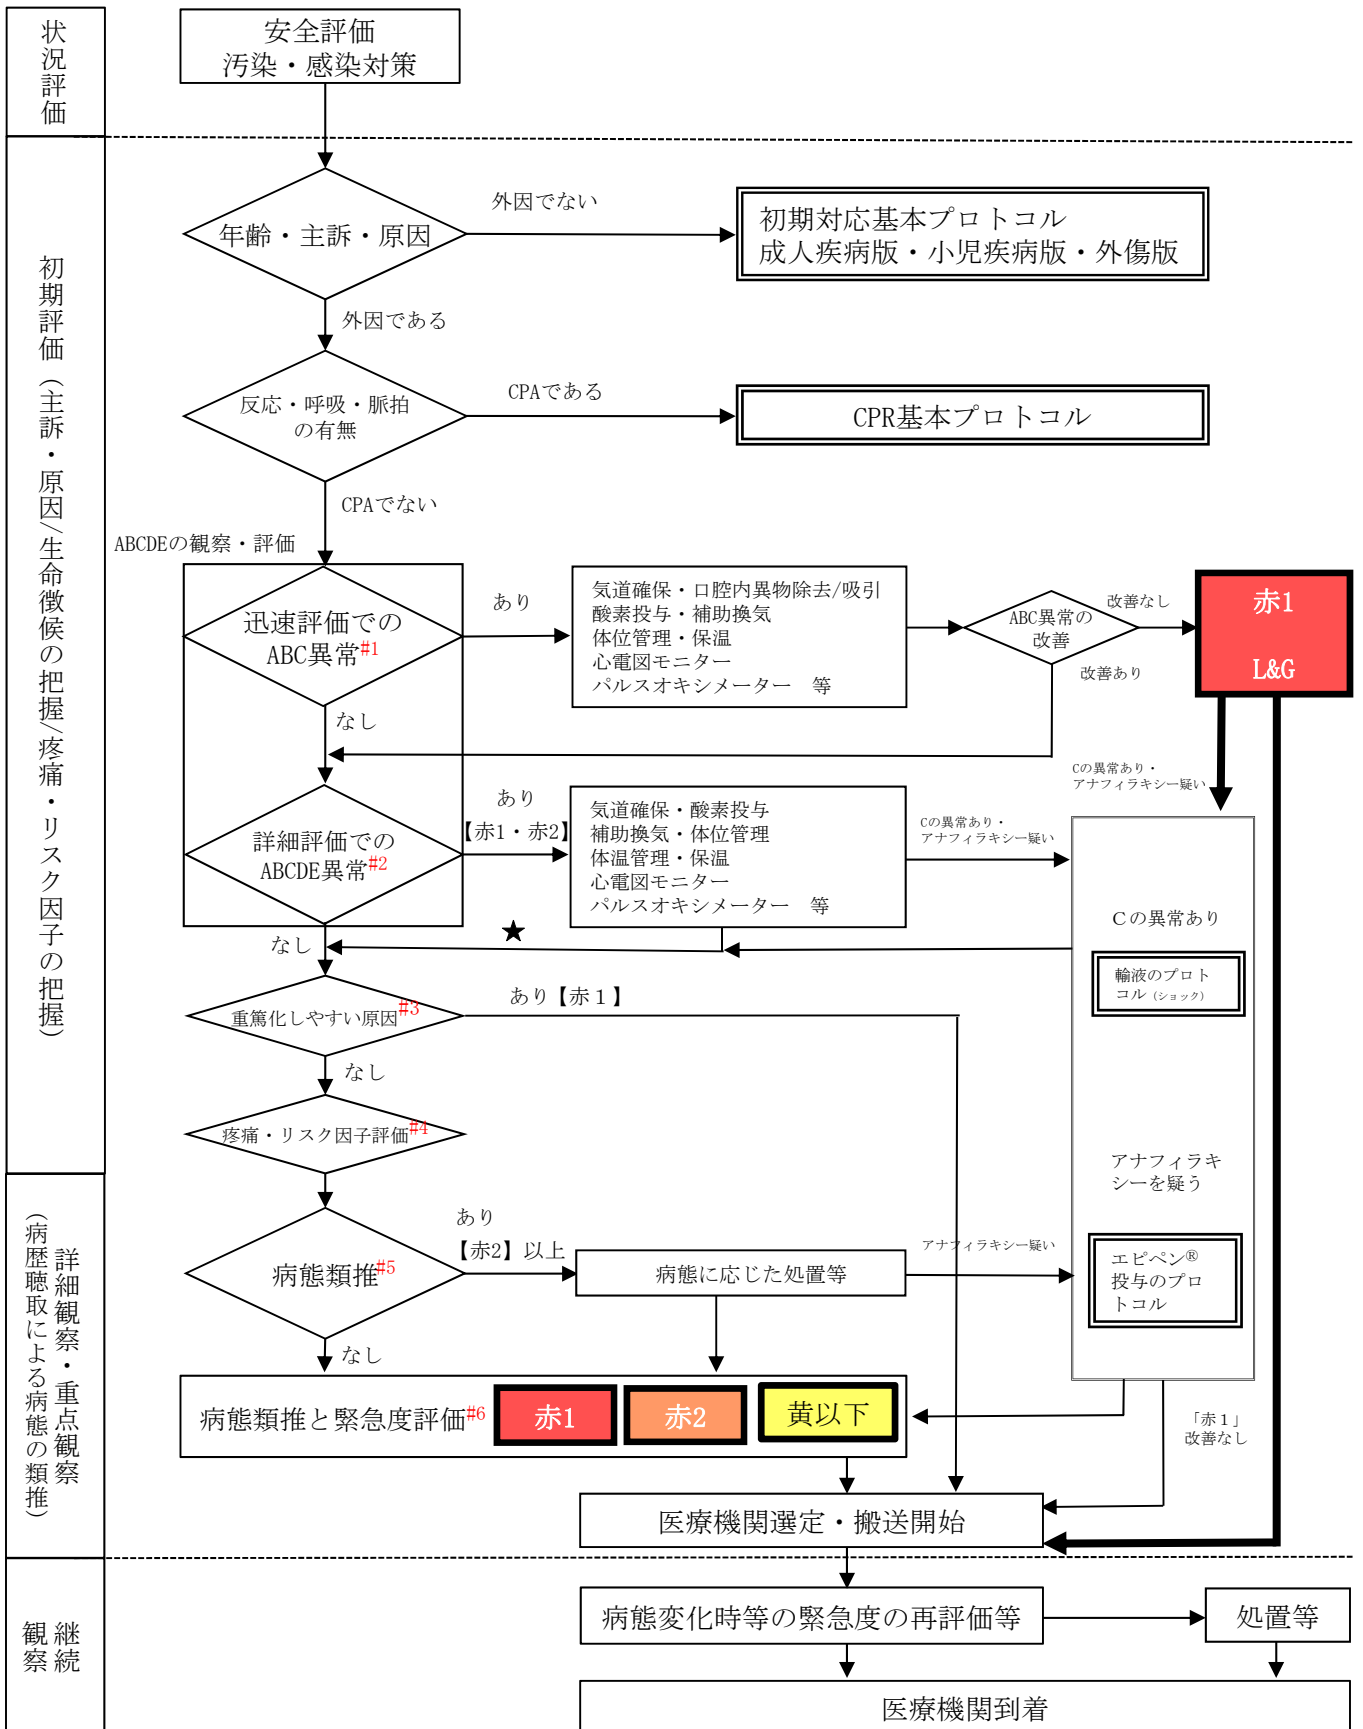 状況評価
安全評価
汚染・感染対策
初期評価（主訴・原因/生命徴候の把握/疼痛・リスク因子の把握）
年齢・主訴・原因
外因でない
初期対応基本プロトコル
成人疾病版・小児疾病版・外傷版
外因である
反応・呼吸・脈拍
の有無
CPAである
CPR基本プロトコル
CPAでない
ABCDEの観察・評価
迅速評価での
ABC異常#1
あり
気道確保・口腔内異物除去/吸引
酸素投与・補助換気
体位管理・保温
心電図モニター
パルスオキシメーター　等
ABC異常の
改善
改善なし
改善あり
赤1
L&G
なし
Cの異常あり・
アナフィラキシー疑い
詳細評価での
ABCDE異常#2
あり
【赤1・赤2】
気道確保・酸素投与
補助換気・体位管理
体温管理・保温
心電図モニター
パルスオキシメーター　等
Cの異常あり・
アナフィラキシー疑い
Ｃの異常あり
輸液のプロト
コル（ショック）
アナフィラキ
シーを疑う
エピペン®
投与のプロ
トコル
なし
★
重篤化しやすい原因#3
あり【赤１】
なし
疼痛・リスク因子評価#4
詳細観察・重点観察
（病歴聴取による病態の類推）
病態類推#5
あり
【赤2】以上
病態に応じた処置等
アナフィラキシー疑い
なし
病態類推と緊急度評価#6
赤1
赤2
黄以下
「赤１」
改善なし
医療機関選定・搬送開始
継続
観察
病態変化時等の緊急度の再評価等
処置等
医療機関到着